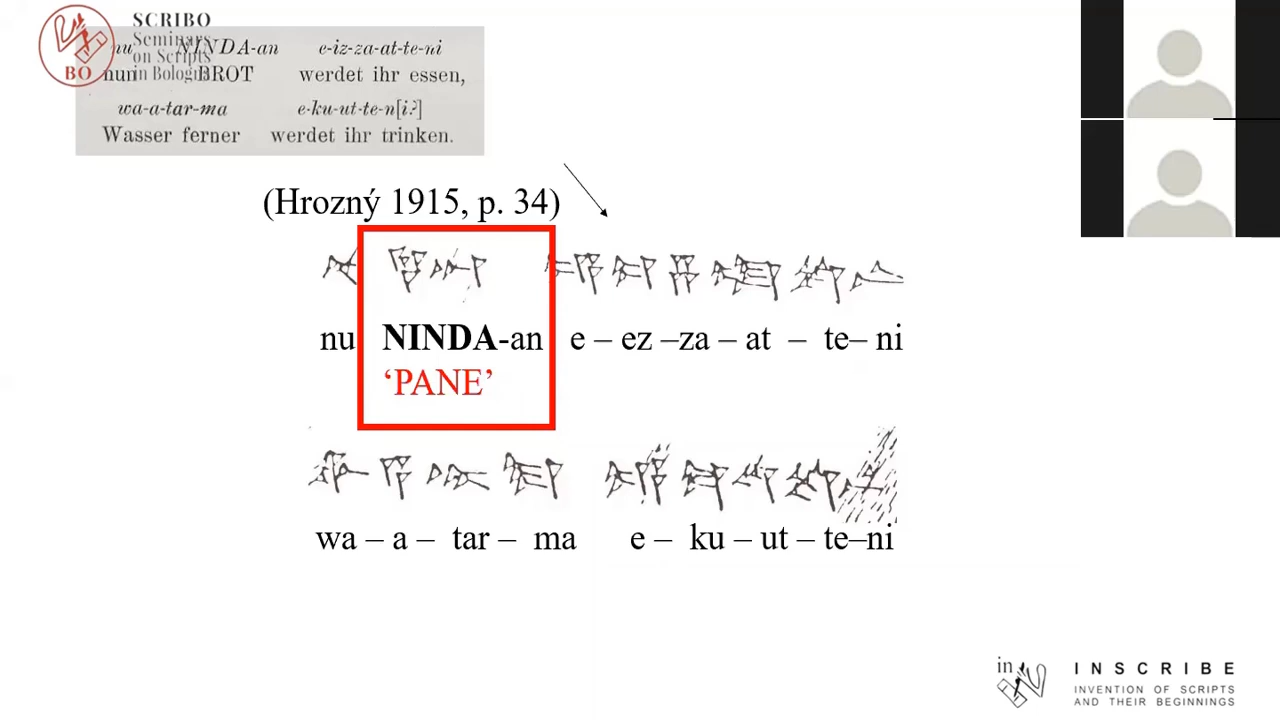 SCRIBO
Seminars
on Scripts
in Bologna
BO
nu NINDA-an e-iz-za-at-te-ni
nun BROT werdet ihr essen,
wa-a-tar-ma e-ku-ut-te-n[i?]
Wasser ferner werdet ihr trinken.
(Hrozný 1915, p. 34)
nu NINDA-an e – ez –za – at – te– ni
‘PANE’
wa – a – tar – ma e – ku – ut – te–ni
in
INSCRIBE
INVENTION OF SCRIPTS
AND THEIR BEGINNINGS